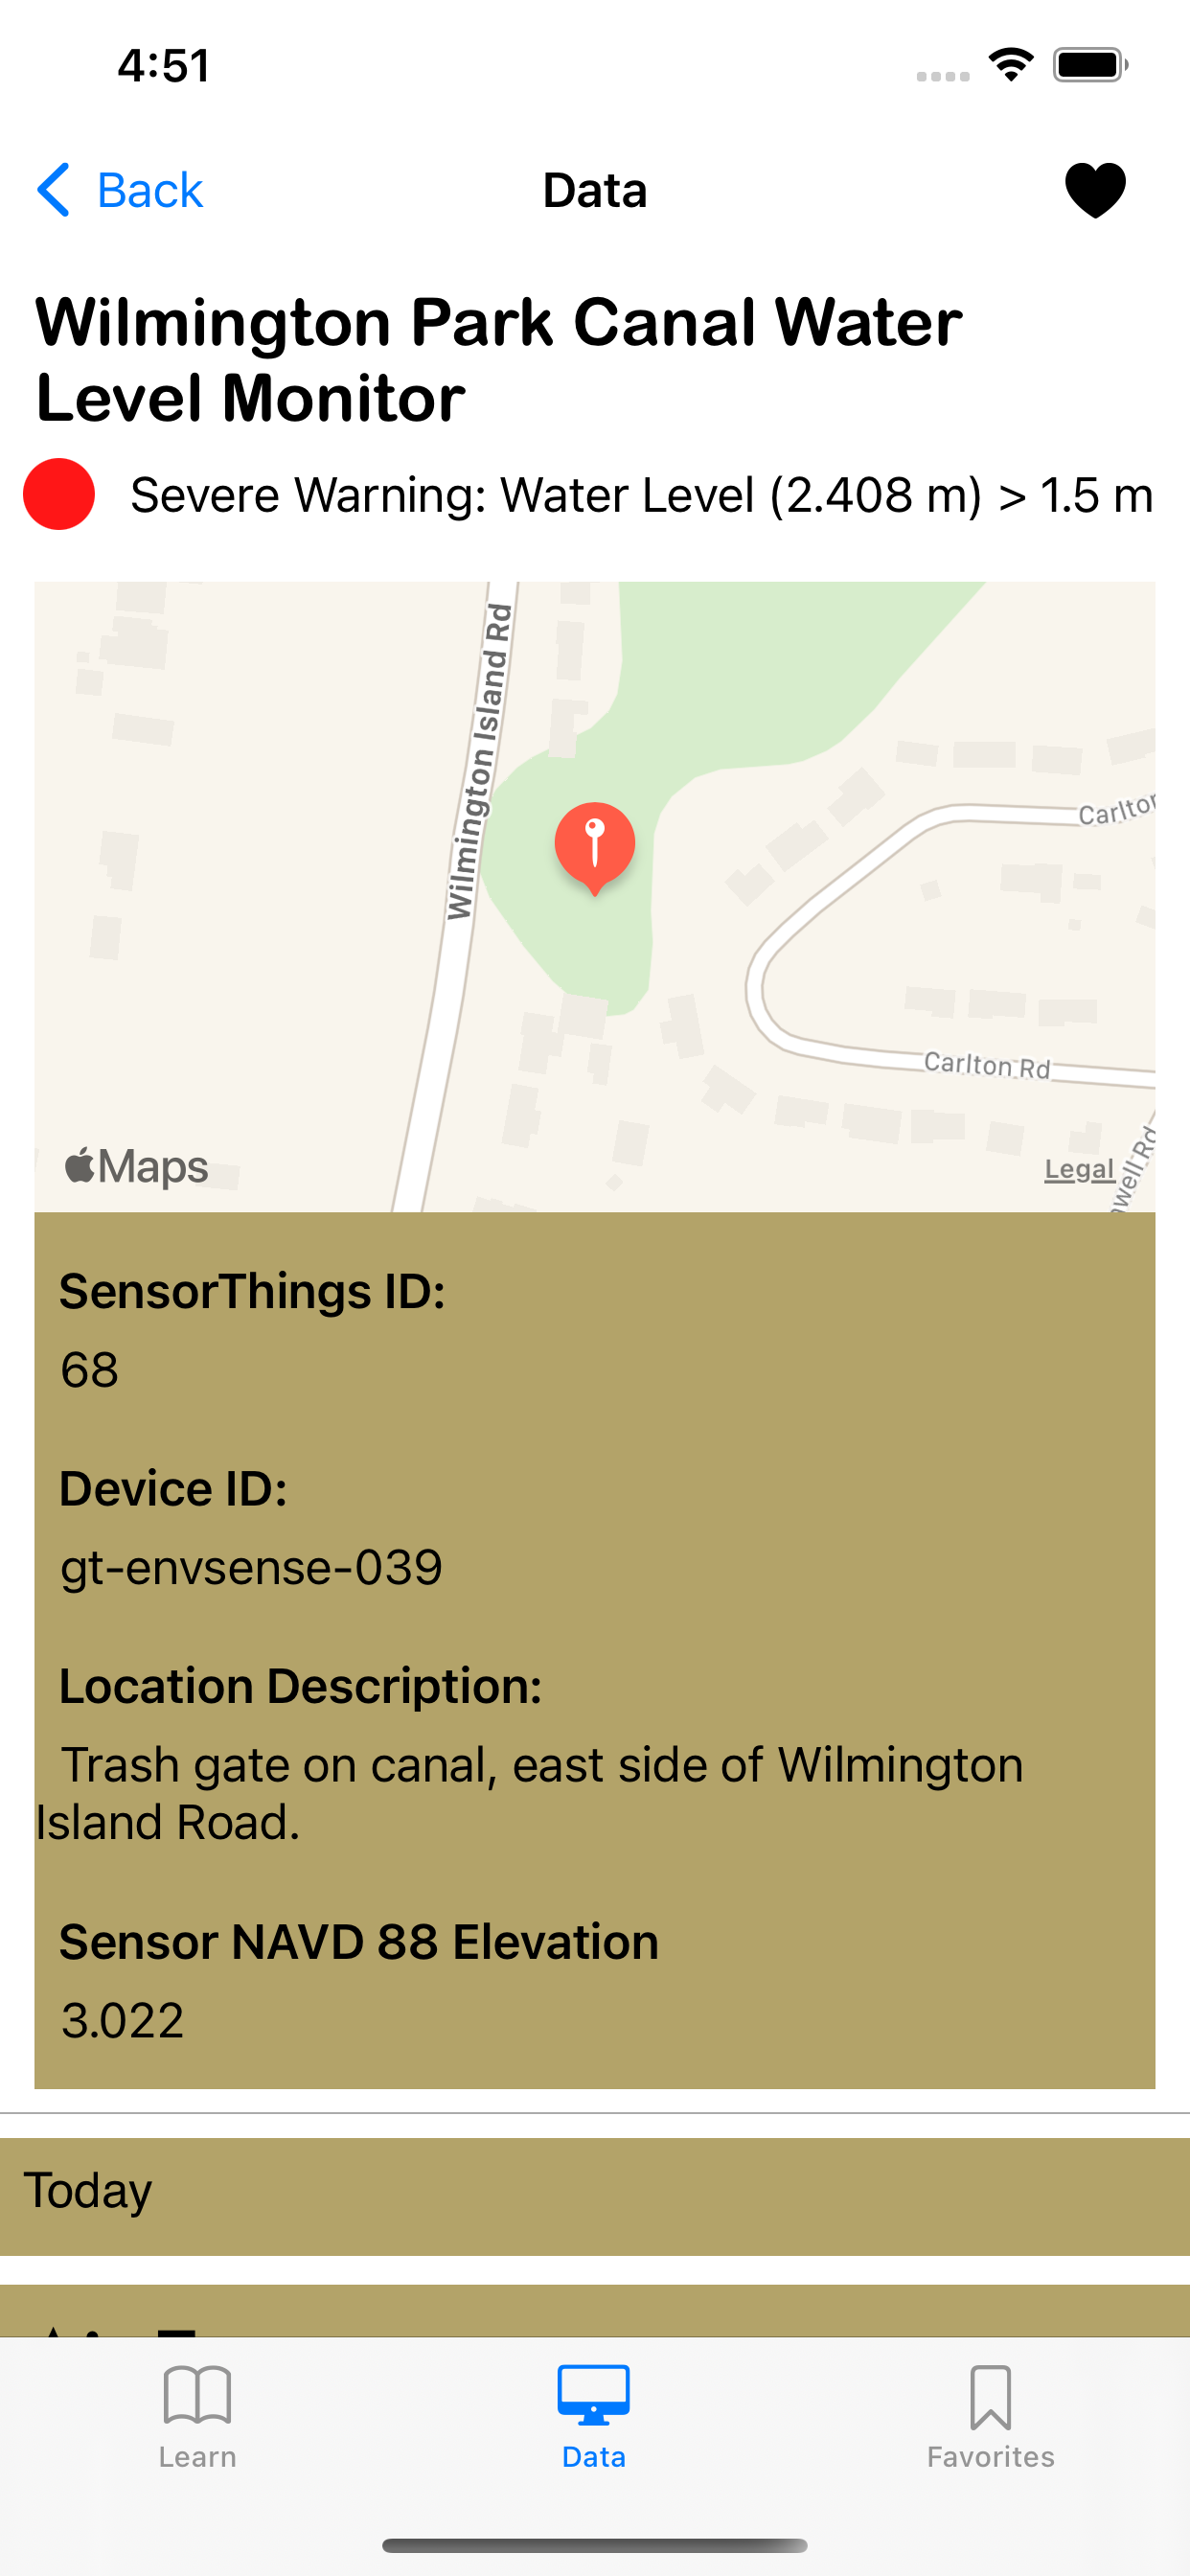 4:51
Back
Data
Wilmington Park Canal Water
Level Monitor
Severe Warning: Water Level (2.408 m) > 1.5 m
Wilmington Island Rd
Carlton Rd
Maps
Legal
SensorThings ID:
68
Device ID:
gt-envsense-039
Location Description:
Trash gate on canal, east side of Wilmington
Island Road.
Sensor NAVD 88 Elevation
3.022
Today
Learn
Data
Favorites